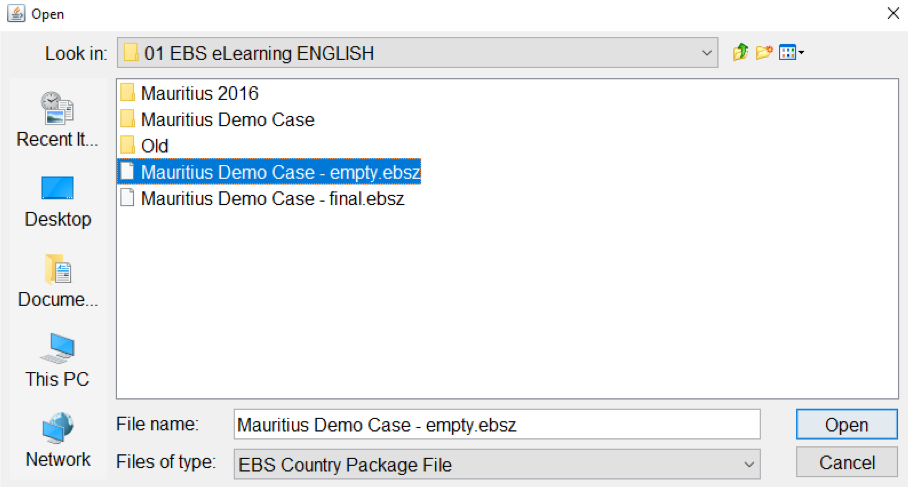 Open
Look in: 01 EBS eLearning ENGLISH
Mauritius 2016
Mauritius Demo Case
Old
Mauritius Demo Case - empty.ebsz
Mauritius Demo Case - final.ebsz
Recent It...
Desktop
Docume...
This PC
Network
File name: Mauritius Demo Case - empty.ebsz Open
Files of type: EBS Country Package File Cancel